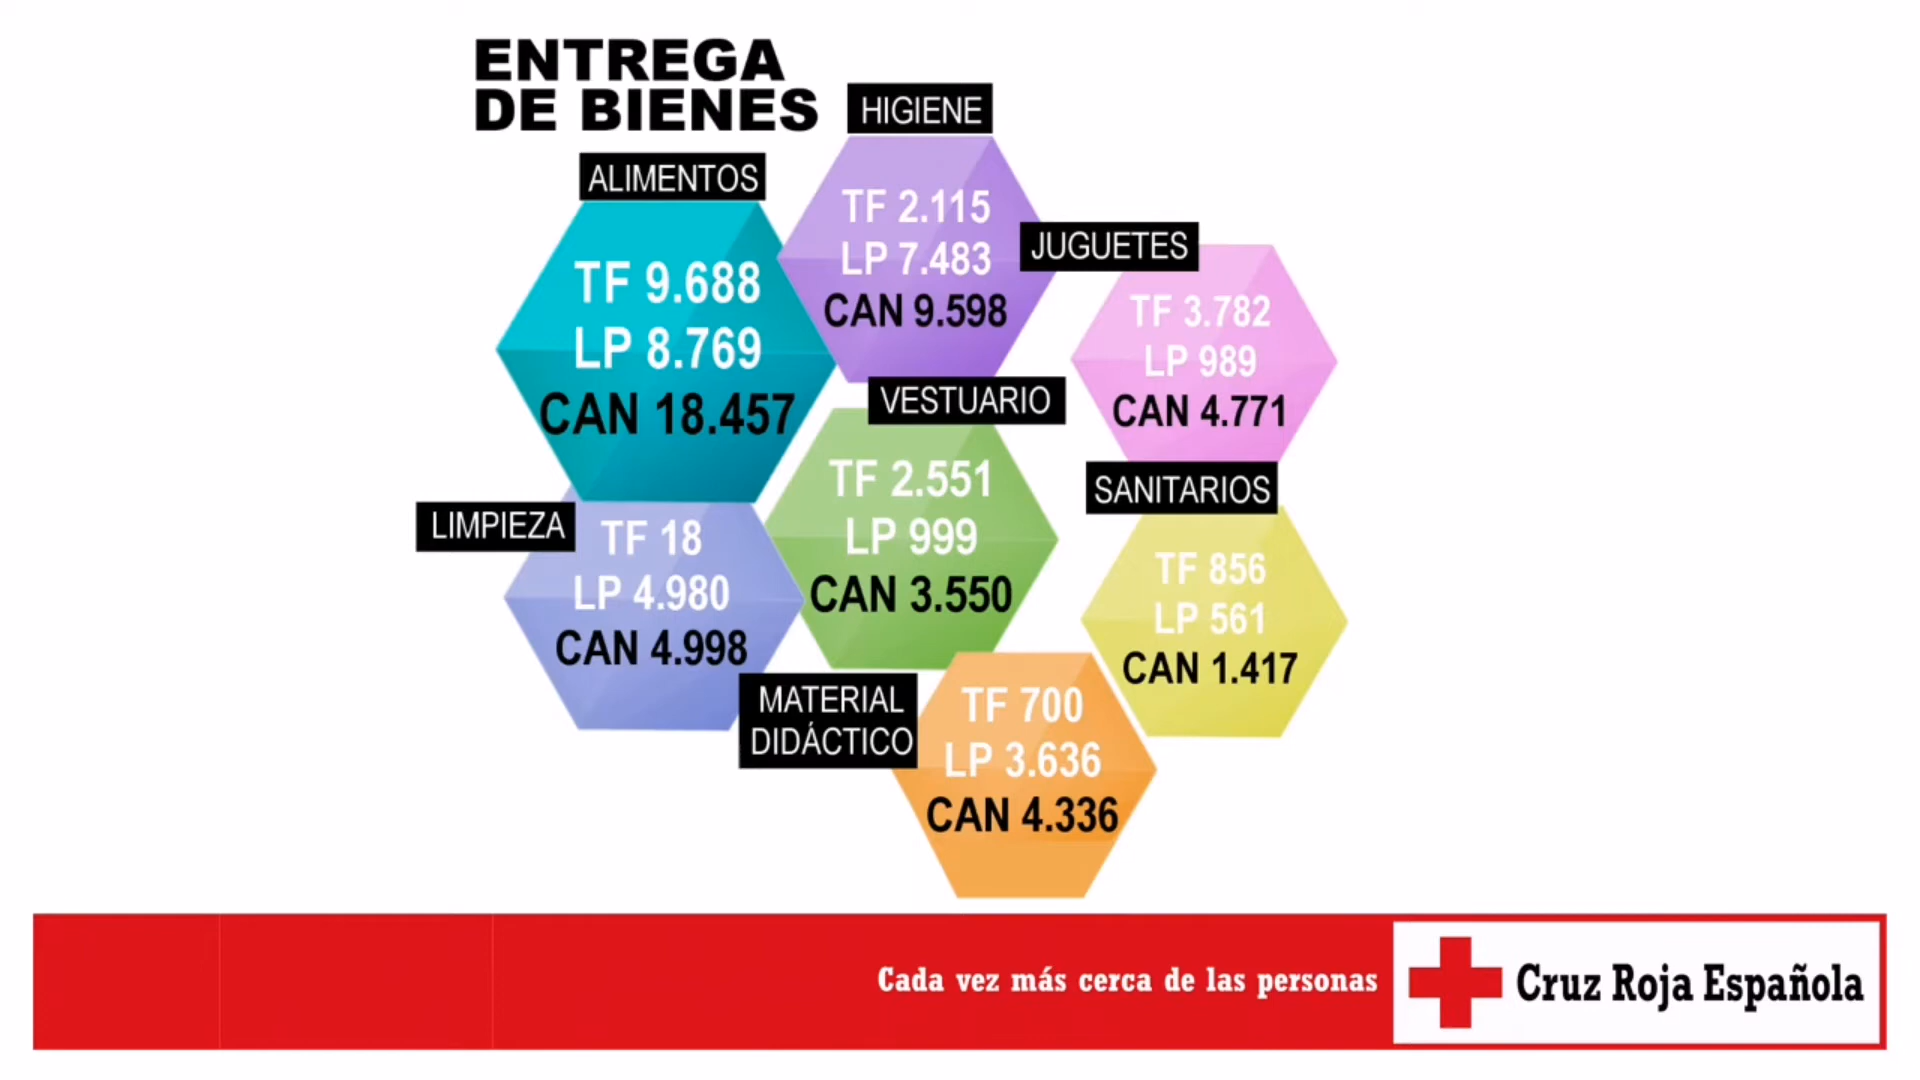 ENTREGA
DE BIENES
HIGIENE
TF 2.115
LP 7.483
CAN 9.598
ALIMENTOS
TF 9.688
LP 8.769
CAN 18.457
JUGUETES
TF 3.782
LP 989
CAN 4.771
VESTUARIO
TF 2.551
LP 999
CAN 3.550
SANITARIOS
TF 856
LP 561
CAN 1.417
LIMPIEZA
TF 18
LP 4.980
CAN 4.998
MATERIAL
DIDÁCTICO
TF 700
LP 3.636
CAN 4.336
Cada vez más cerca de las personas
Cruz Roja Española